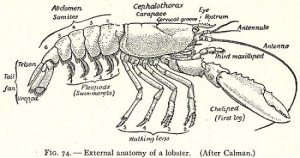 Abdomen
Somites
Cephalothorax
Carapace
Cervical groove
Eye
Rostrum
Antennule
Antenna
Third maxilliped
Telson
Tail fan
Uropod
Pleopods
(Swimmerets)
Cheliped
(First leg)
Walking legs
FIG. 74.—External anatomy of a lobster. (After Calman.)